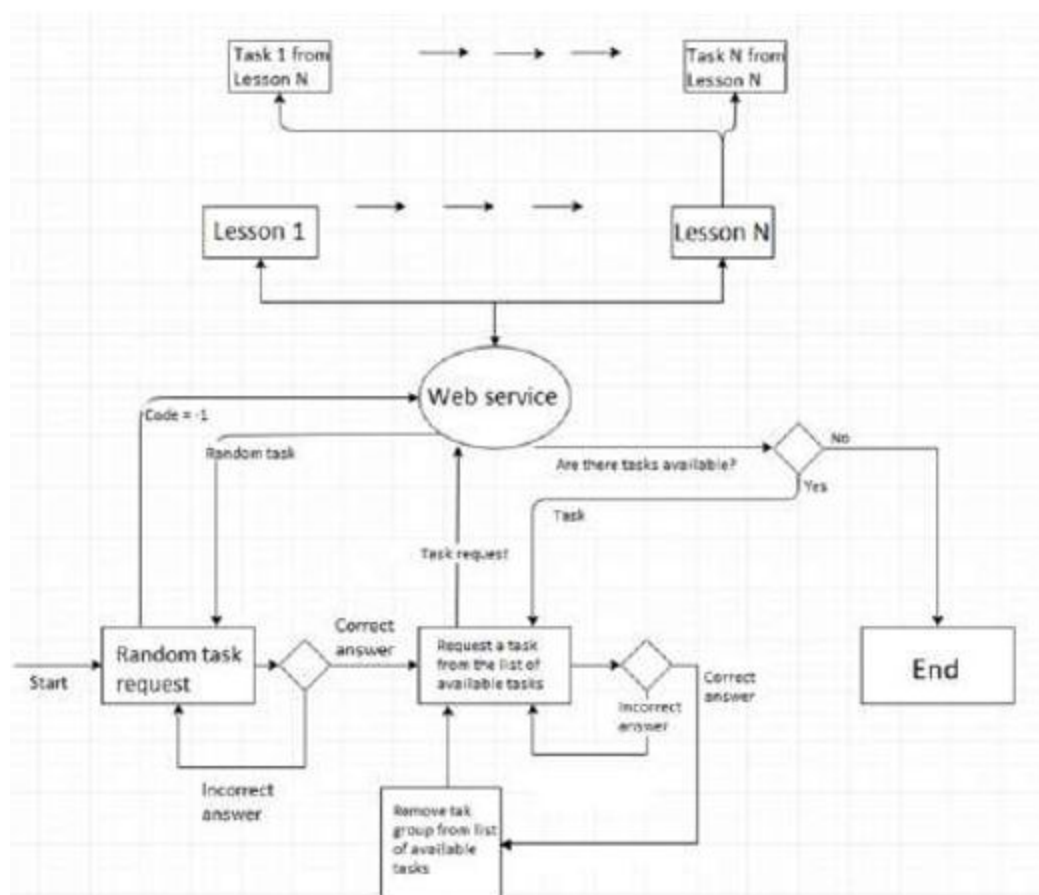 Task 1 from
Lesson N
Task N from
Lesson N
Lesson 1
Lesson N
Web service
Code = -1
Random task
Are there tasks available?
No
Yes
Task
Task request
Start
Random task
request
Correct
answer
Request a task
from the list of
available tasks
Correct
answer
Incorrect
answer
End
Incorrect
answer
Remove tak
group from list
of available
tasks